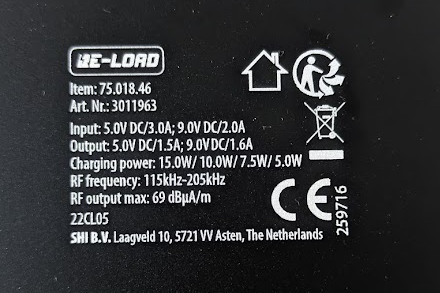 RE-LOAD
Item: 75.018.46
Art. Nr.: 3011963
Input: 5.0V DC/3.0A; 9.0V DC/2.0A
Output: 5.0V DC/1.5A; 9.0V DC/1.6A
Charging power: 15.0W/ 10.0W/ 7.5W/ 5.0W
RF frequency: 115kHz~205kHz
RF output max: 69 dBμA/m
22CL05
SHI B.V. Laagveld 10, 5721 VV Asten, The Netherlands
CE
259716